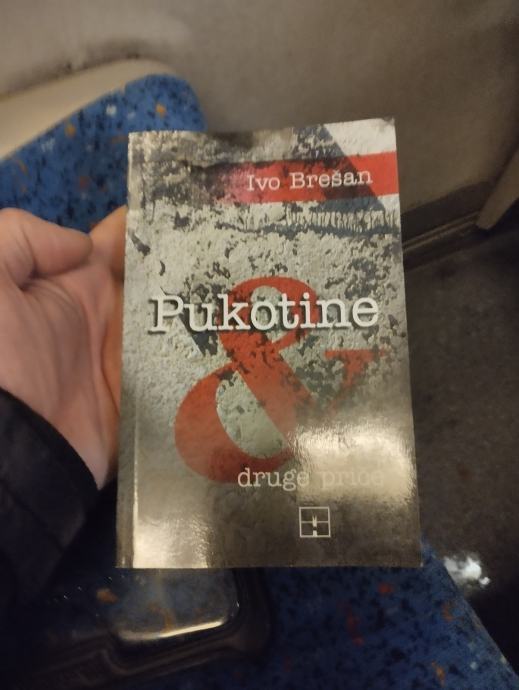 Ivo Brešan
Pukotine
&
druge priče